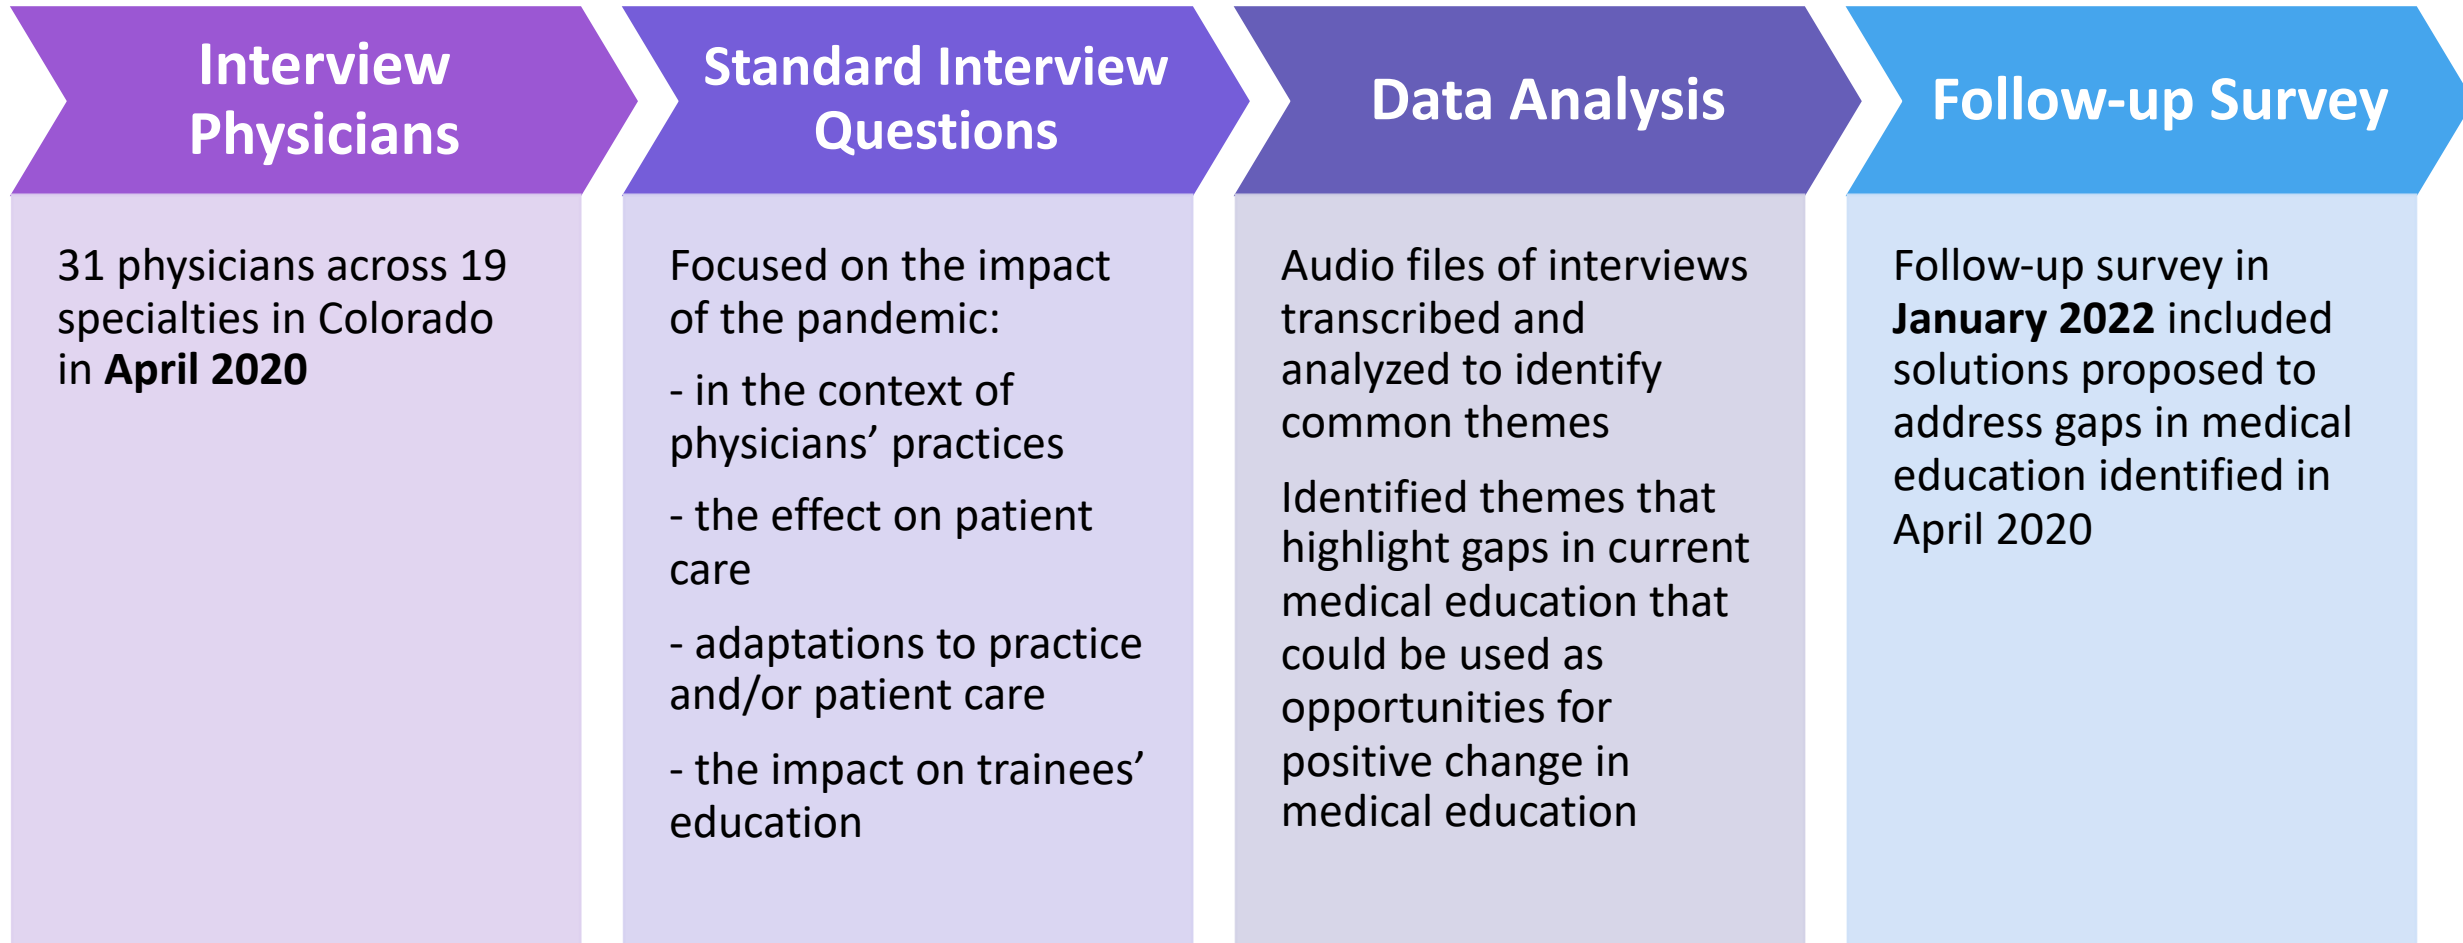 Interview
Physicians
31 physicians across 19
specialties in Colorado
in April 2020
Standard Interview
Questions
Focused on the impact
of the pandemic:
- in the context of
physicians’ practices
- the effect on patient
care
- adaptations to practice
and/or patient care
- the impact on trainees’
education
Data Analysis
Audio files of interviews
transcribed and
analyzed to identify
common themes
Identified themes that
highlight gaps in current
medical education that
could be used as
opportunities for
positive change in
medical education
Follow-up Survey
Follow-up survey in
January 2022 included
solutions proposed to
address gaps in medical
education identified in
April 2020